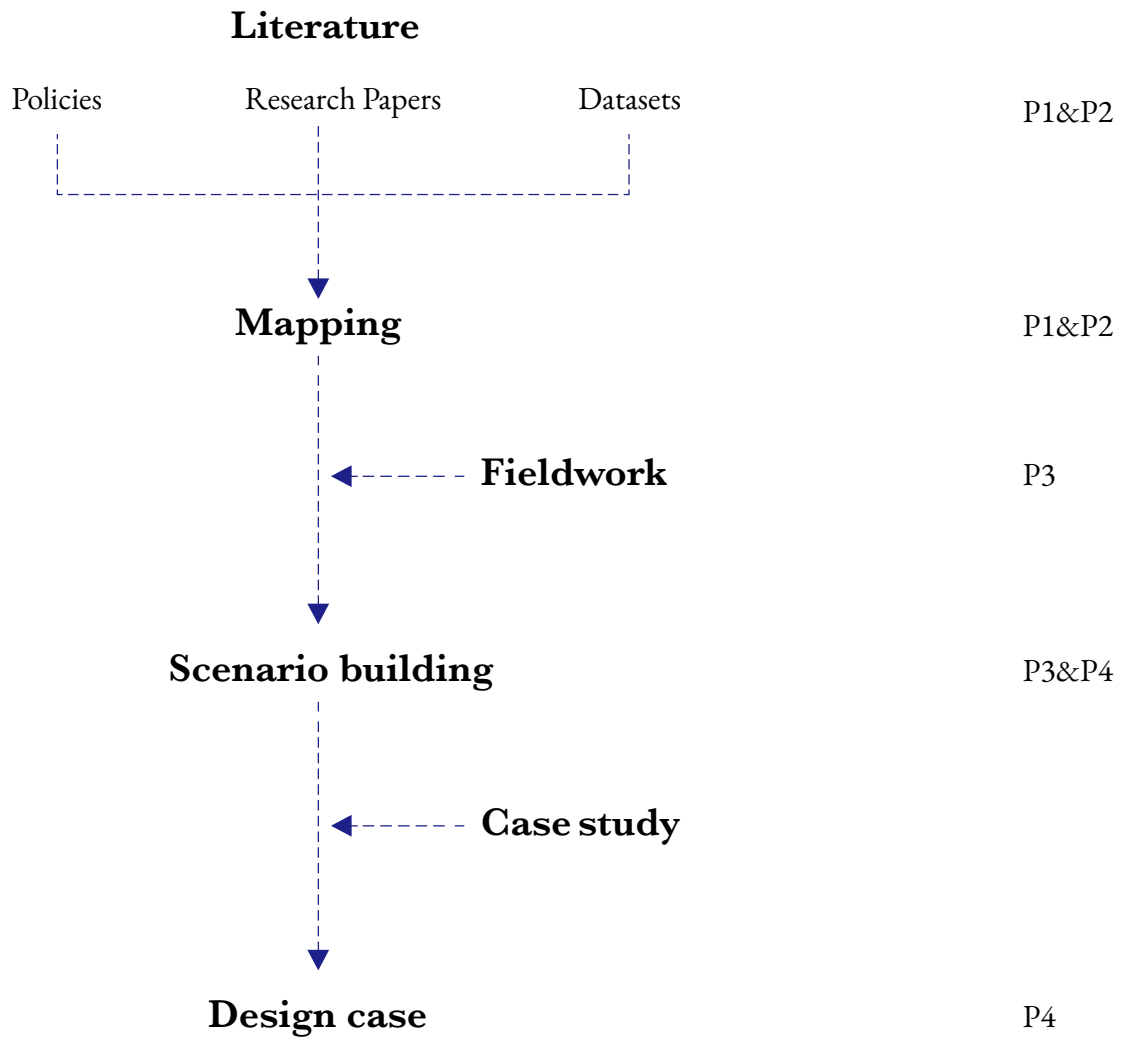 Literature
Policies Research Papers Datasets P1&P2
Mapping P1&P2
Fieldwork P3
Scenario building P3&P4
Case study
Design case P4